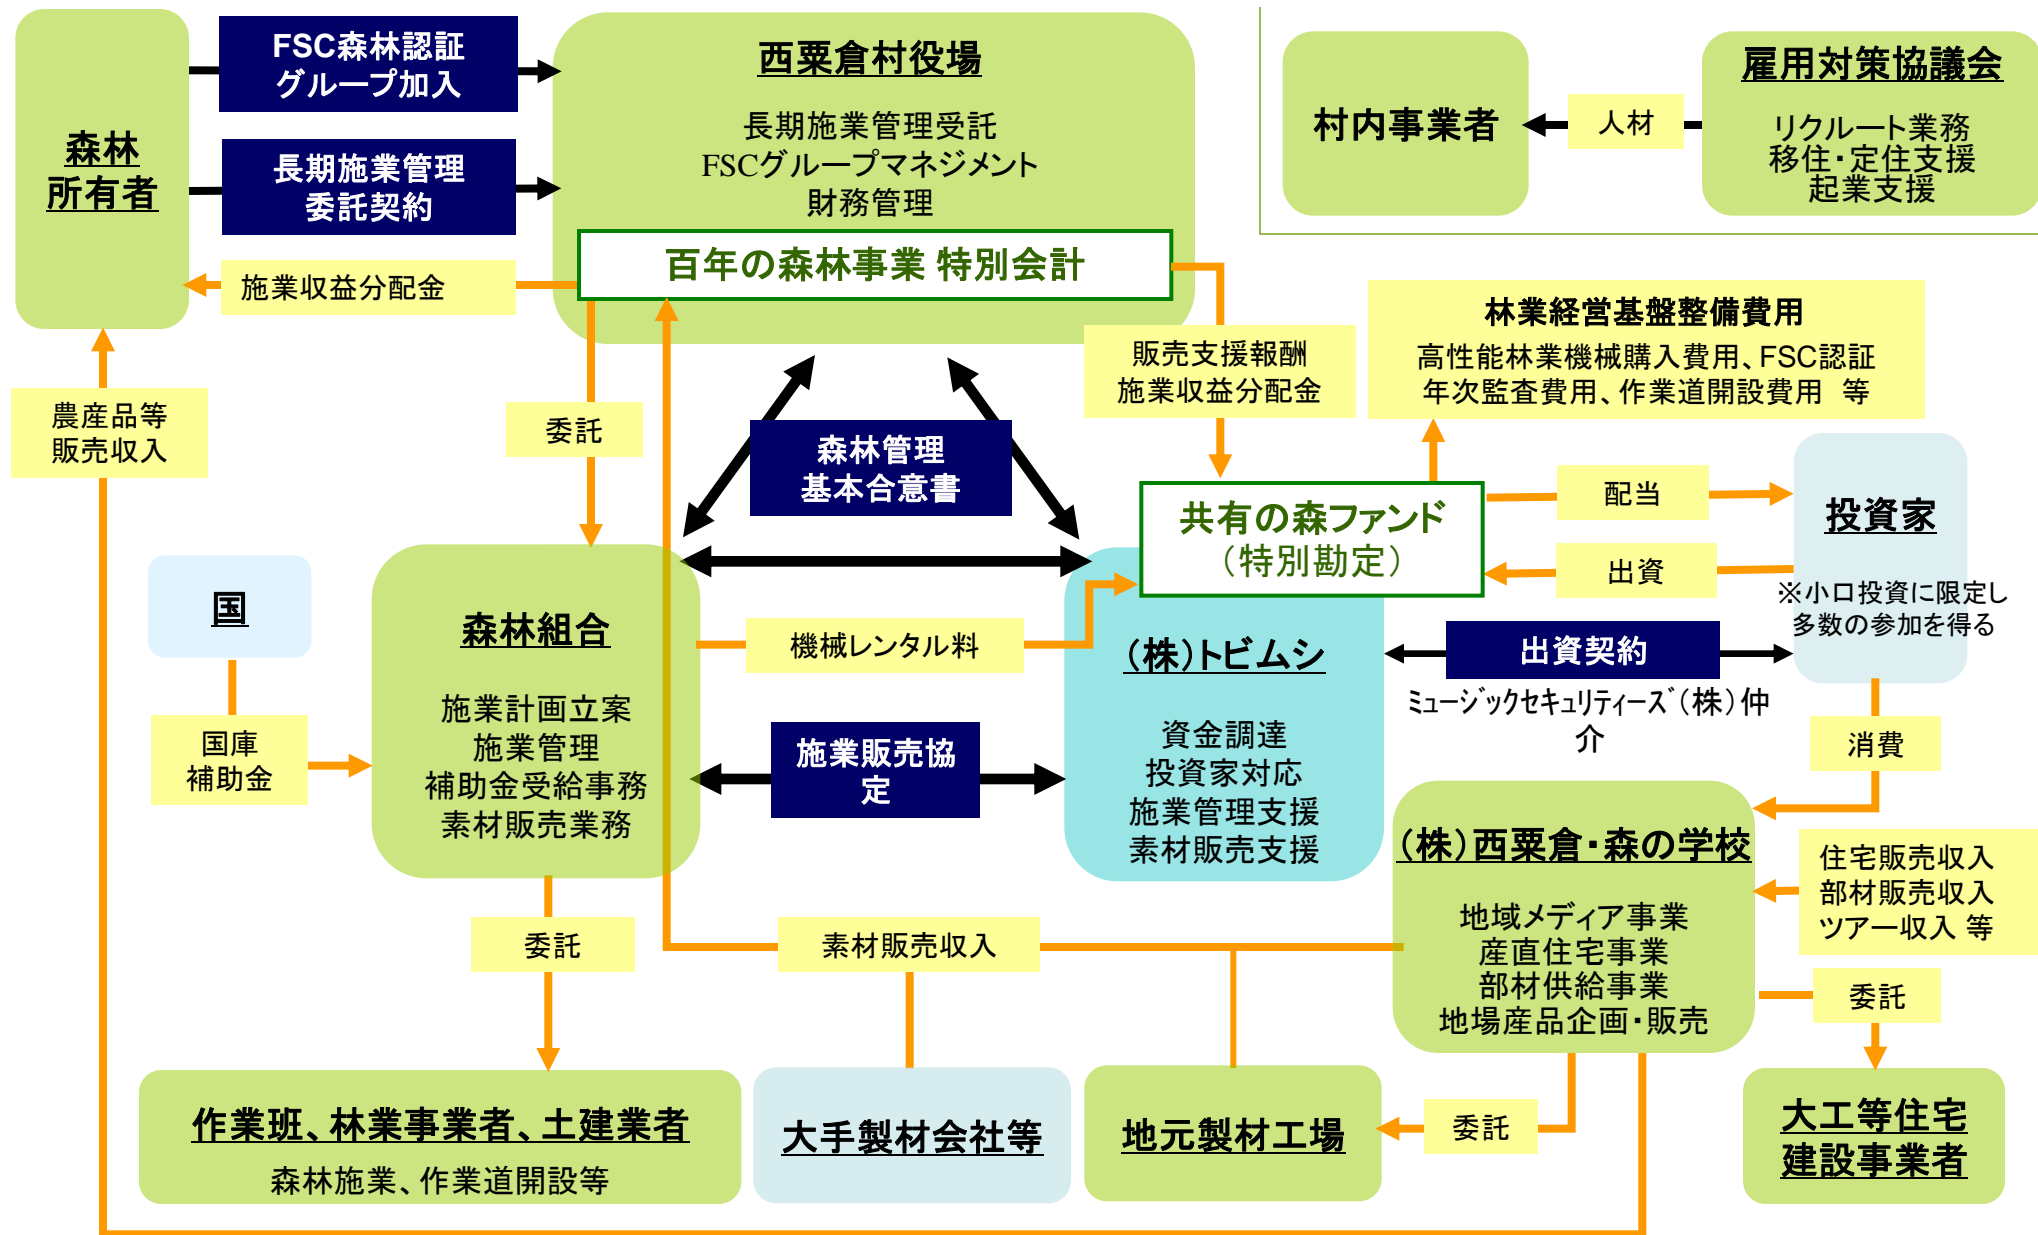 FSC森林認証
グループ加入
森林
所有者
長期施業管理
委託契約
施業収益分配金
農産品等
販売収入
西粟倉村役場
長期施業管理受託
FSCグループマネジメント
財務管理
百年の森林事業 特別会計
村内事業者
人材
雇用対策協議会
リクルート業務
移住・定住支援
起業支援
販売支援報酬
施業収益分配金
林業経営基盤整備費用
高性能林業機械購入費用、FSC認証
年次監査費用、作業道開設費用 等
委託
森林管理
基本合意書
共有の森ファンド
（特別勘定）
配当
出資
投資家
※小口投資に限定し
多数の参加を得る
国
国庫
補助金
森林組合
施業計画立案
施業管理
補助金受給事務
素材販売業務
機械レンタル料
施業販売協
定
（株）トビムシ
資金調達
投資家対応
施業管理支援
素材販売支援
出資契約
ﾐｭｰｼﾞｯｸｾｷｭﾘﾃｨｰｽﾞ（株）仲
介
消費
（株）西粟倉・森の学校
地域メディア事業
産直住宅事業
部材供給事業
地場産品企画・販売
住宅販売収入
部材販売収入
ツアー収入 等
委託
素材販売収入
委託
作業班、林業事業者、土建業者
森林施業、作業道開設等
大手製材会社等
地元製材工場
委託
大工等住宅
建設事業者